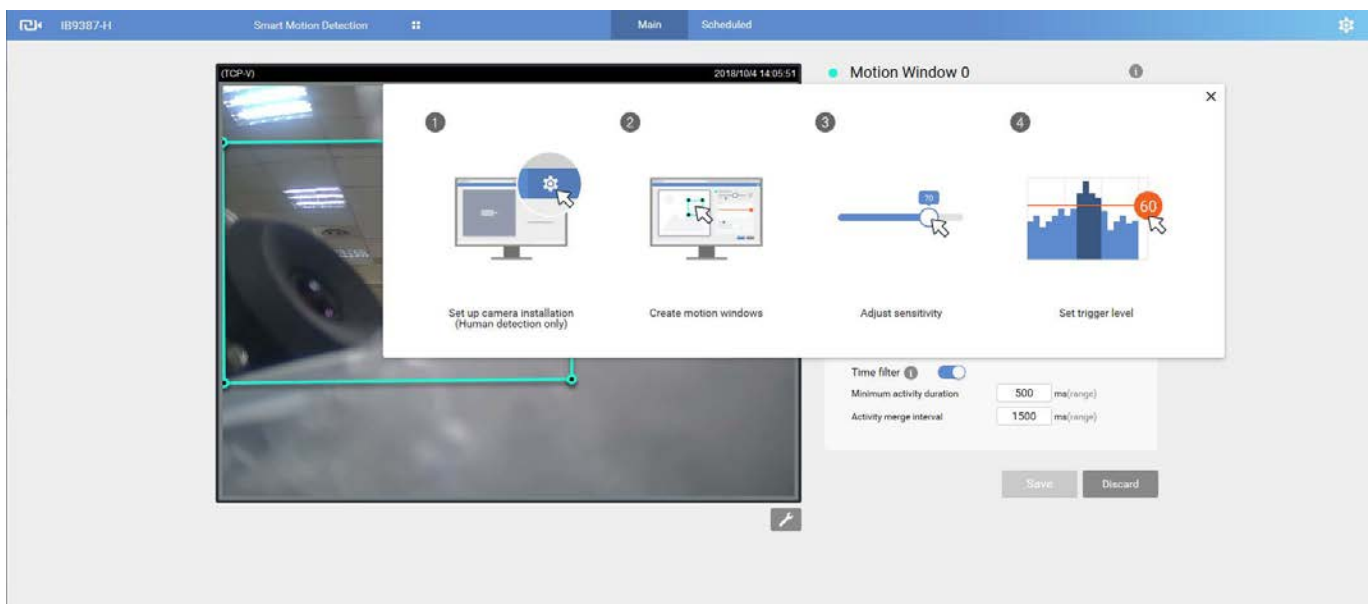 IB9387-H Smart Motion Detection Main Scheduled
(TCP-V) 2018/10/4 14:05:51
Motion Window 0
1 2 3 4
70
60
Set up camera installation
(Human detection only)
Create motion windows
Adjust sensitivity
Set trigger level
Time filter
Minimum activity duration 500 ms(range)
Activity merge interval 1500 ms(range)
Save Discard